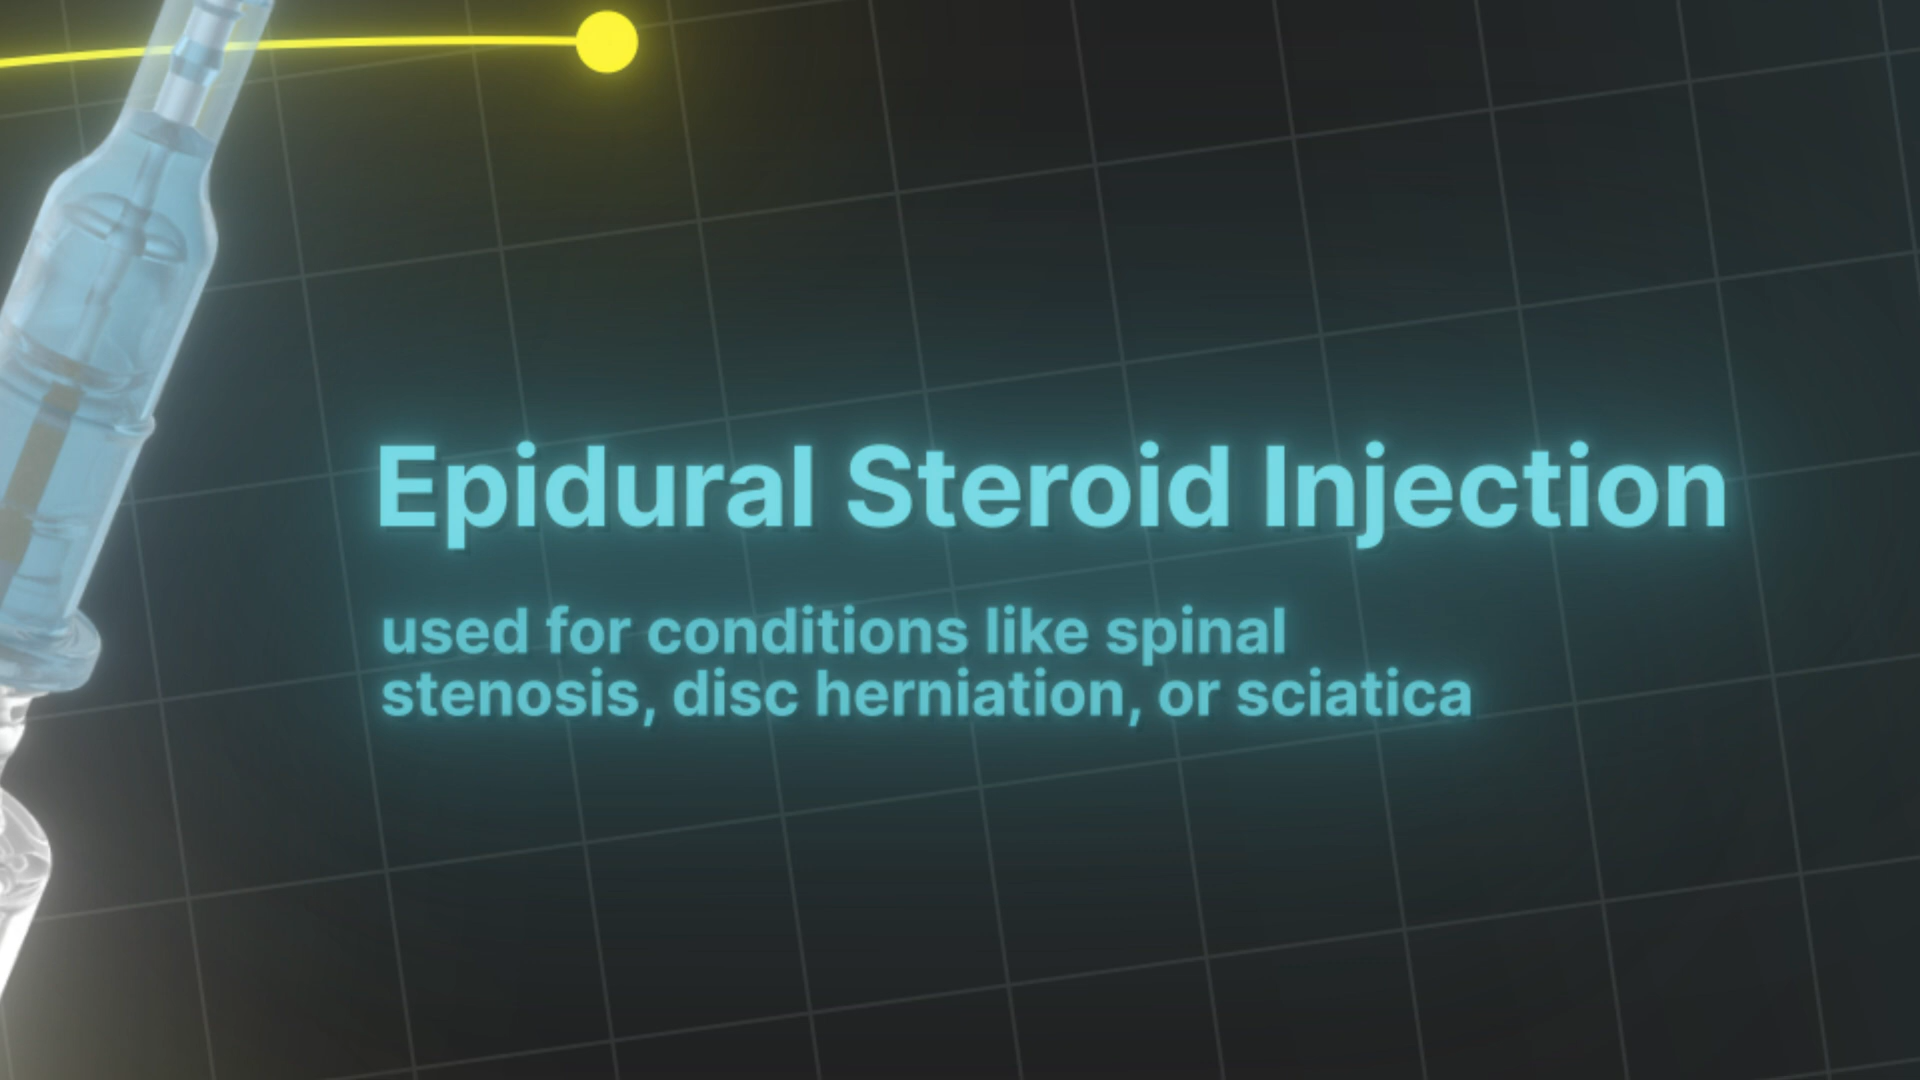 Epidural Steroid Injection
used for conditions like spinal
stenosis, disc herniation, or sciatica